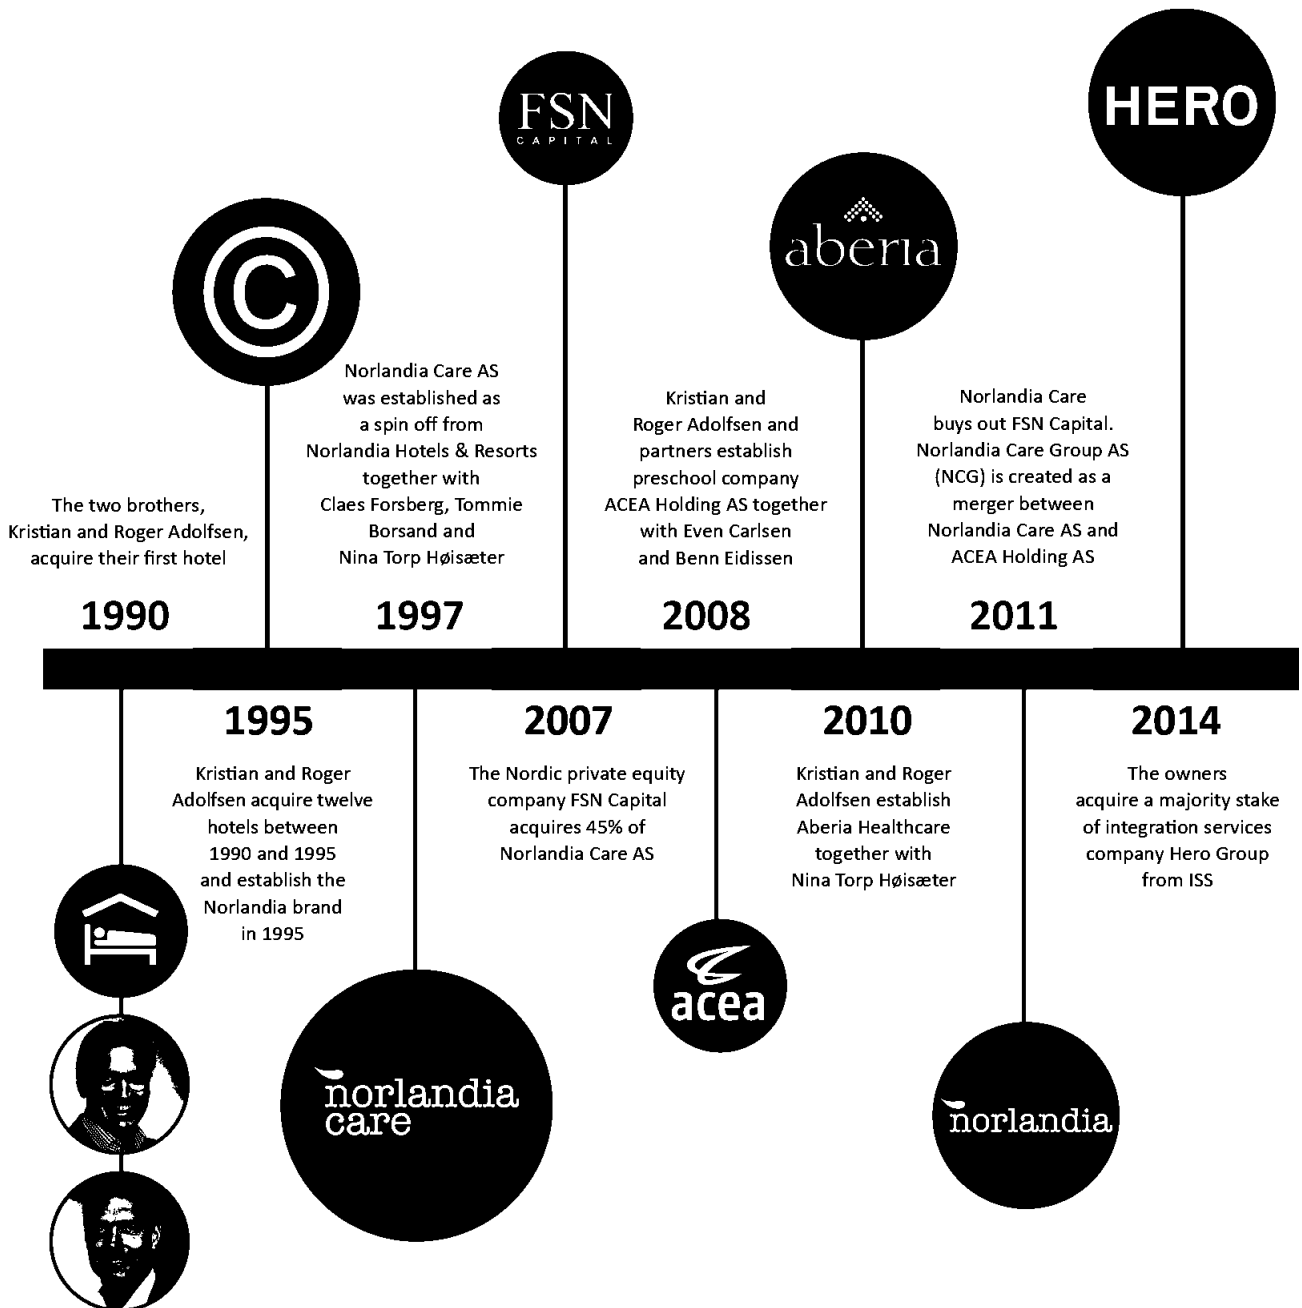 FSN
CAPITAL
HERO
aberia
©
The two brothers,
Kristian and Roger Adolfsen,
acquire their first hotel
1990
Norlandia Care AS
was established as
a spin off from
Norlandia Hotels & Resorts
together with
Claes Forsberg, Tommie
Borsand and
Nina Torp Høisæter
1997
Kristian and
Roger Adolfsen and
partners establish
preschool company
ACEA Holding AS together
with Even Carlsen
and Benn Eidissen
2008
Norlandia Care
buys out FSN Capital.
Norlandia Care Group AS
(NCG) is created as a
merger between
Norlandia Care AS and
ACEA Holding AS
2011
1995
Kristian and Roger
Adolfsen acquire twelve
hotels between
1990 and 1995
and establish the
Norlandia brand
in 1995
2007
The Nordic private equity
company FSN Capital
acquires 45% of
Norlandia Care AS
2010
Kristian and Roger
Adolfsen establish
Aberia Healthcare
together with
Nina Torp Høisæter
2014
The owners
acquire a majority stake
of integration services
company Hero Group
from ISS
norlandia
care
acea
norlandia